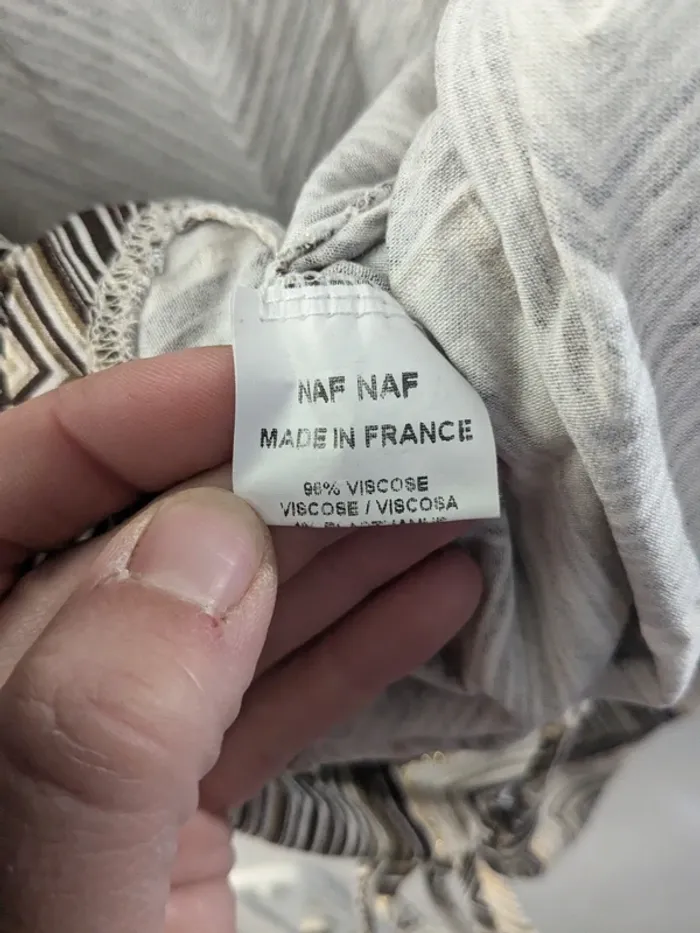 NAF NAF
MADE IN FRANCE
96% VISCOSE
VISCOSE / VISCOSA